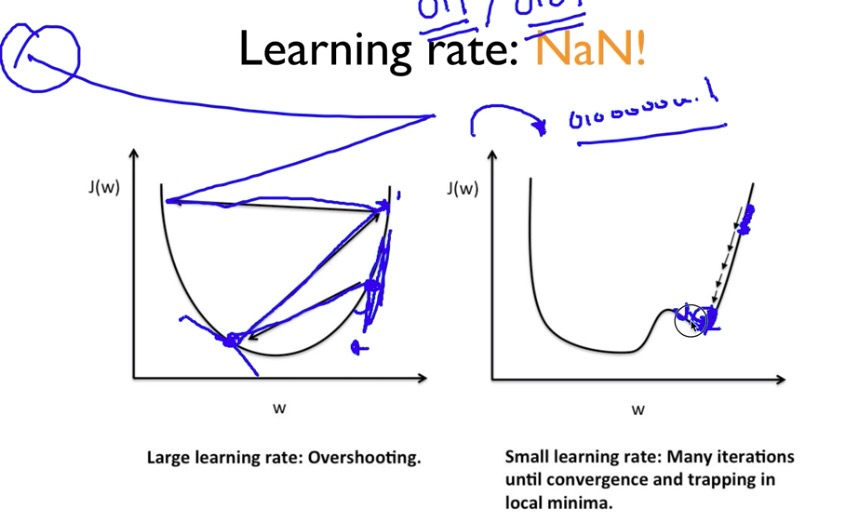 Learning rate: NaN!
J(w)
J(w)
w
w
Large learning rate: Overshooting.
Small learning rate: Many iterations
until convergence and trapping in
local minima.